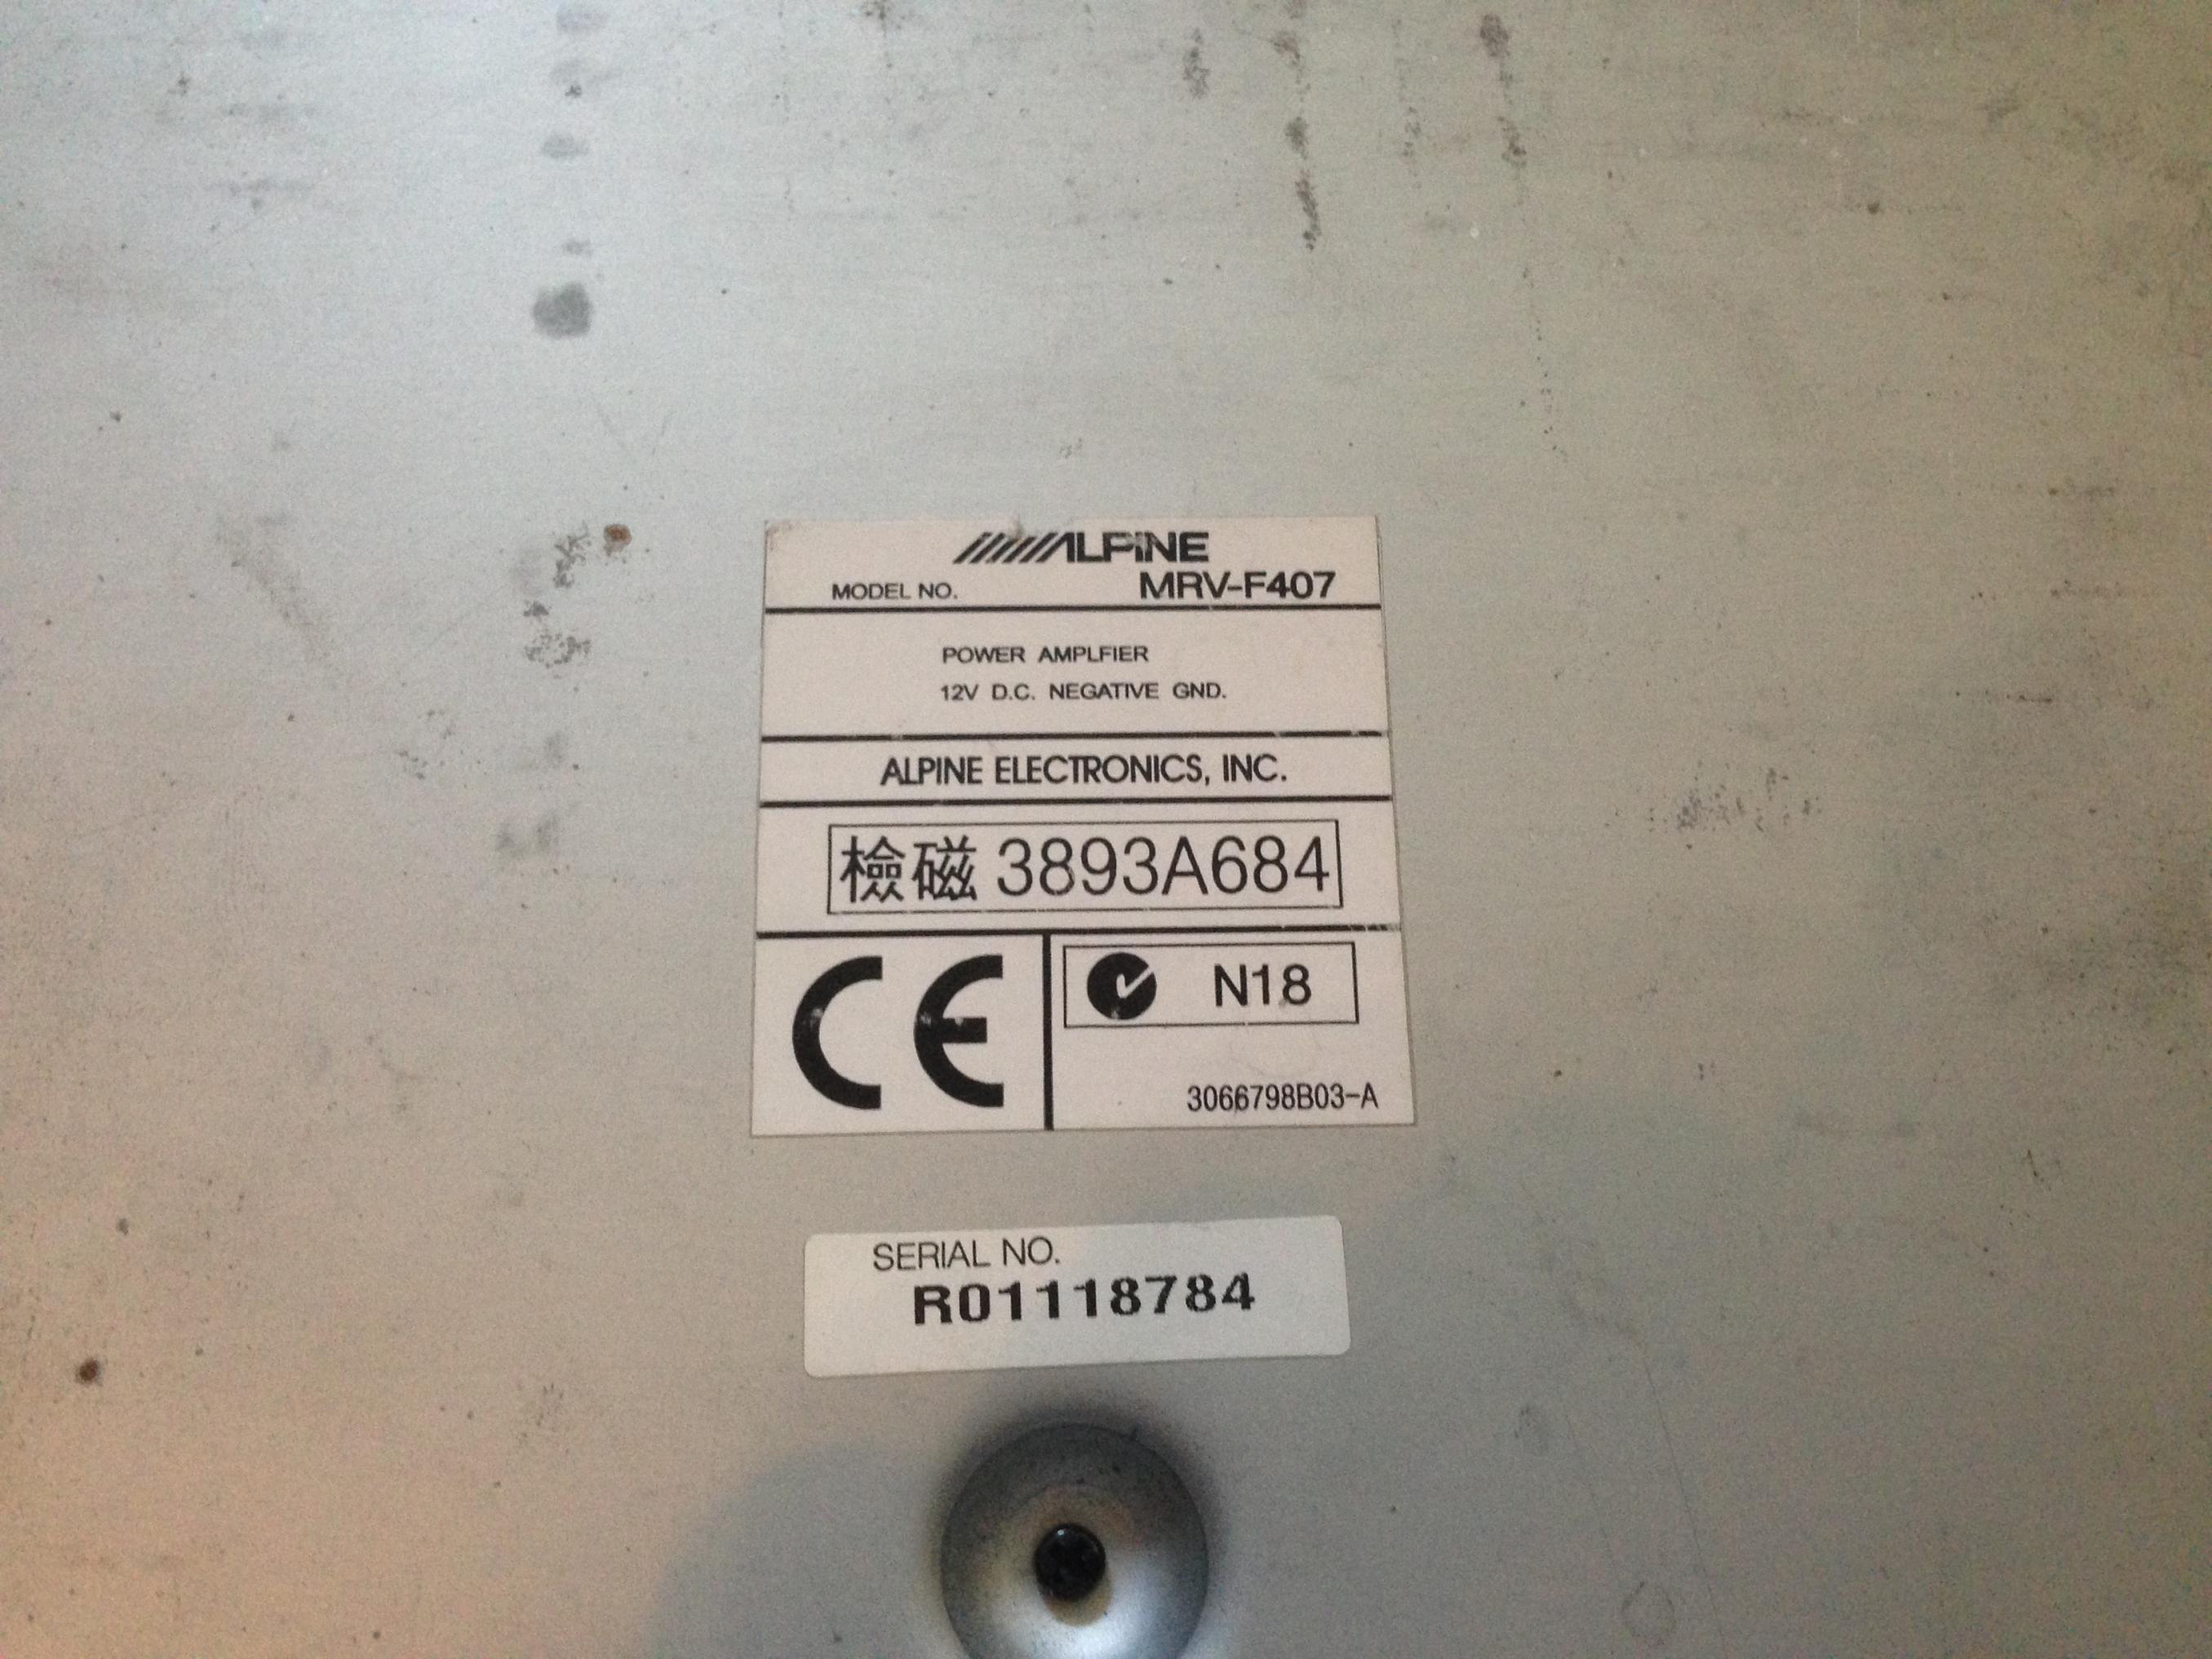 ALPINE
MODEL NO. MRV-F407
POWER AMPLFIER
12V D.C. NEGATIVE GND.
ALPINE ELECTRONICS, INC.
檢磁 3893A684
CE
N18
3066798B03-A
SERIAL NO.
R01118784